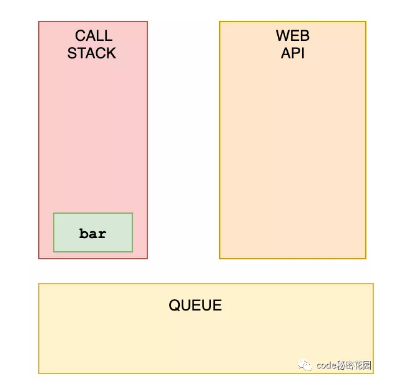 CALL
STACK
WEB
API
bar
QUEUE
code秘密花园